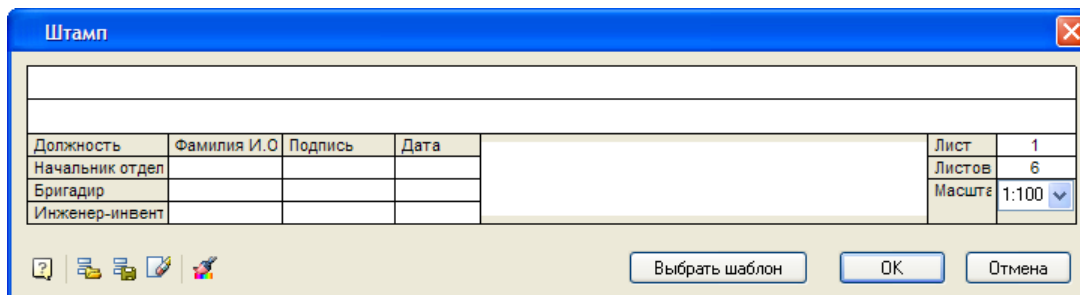 Штамп
Должность Фамилия И.О Подпись Дата Лист 1
Начальник отдел Листов 6
Бригадир Масшта 1:100
Инженер-инвент
Выбрать шаблон OK Отмена